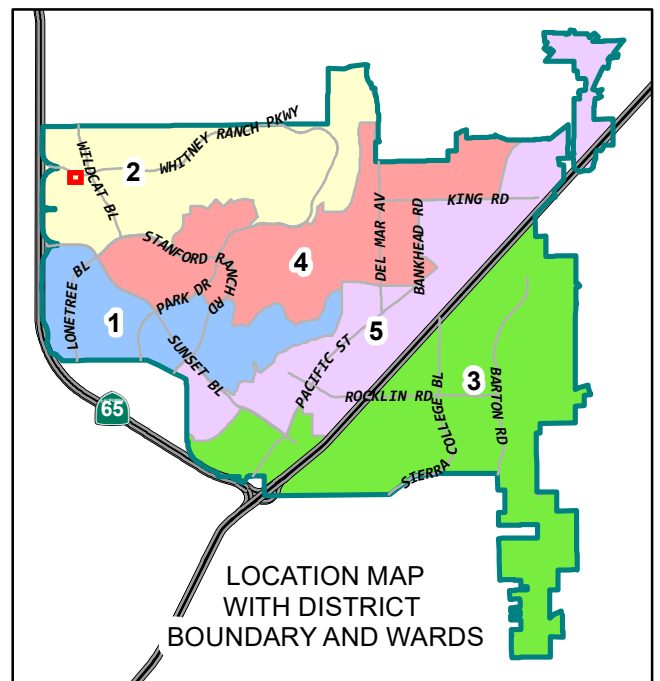 WHITNEY RANCH PKWY
WILDCAT BL
2
KING RD
DEL MAR AV
BANKHEAD RD
STANFORD RANCH RD
4
LONETREE BL
PARK DR
1
SUNSET BL
5
PACIFIC ST
ROCKLIN RD
3
SIERRA COLLEGE BL
BARTON RD
65
LOCATION MAP
WITH DISTRICT
BOUNDARY AND WARDS